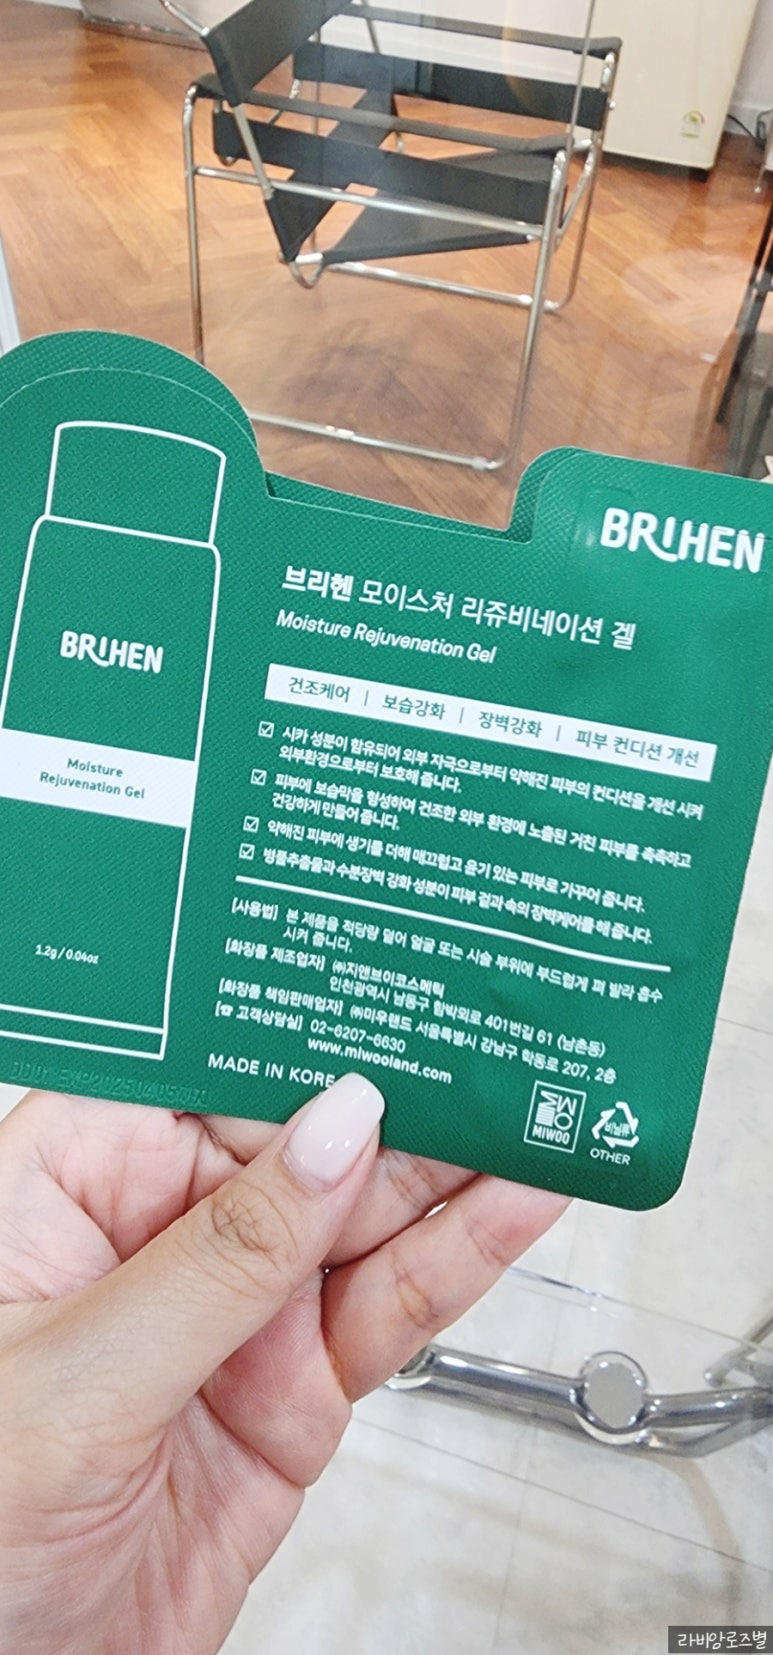 BRIHEN
브리헨 모이스처 리쥬비네이션 겔
Moisture Rejuvenation Gel
건조케어 | 보습강화 | 장벽강화 | 피부 컨디션 개선
☑ 시카 성분이 함유되어 외부 자극으로부터 약해진 피부의 컨디션을 개선 시켜
외부환경으로부터 보호해 줍니다.
☑ 피부에 보습막을 형성하여 건조한 외부 환경에 노출된 거친 피부를 촉촉하고
건강하게 만들어 줍니다.
☑ 약해진 피부에 생기를 더해 매끄럽고 윤기 있는 피부로 가꾸어 줍니다.
☑ 병풀추출물과 수분장벽 강화 성분이 피부 겉과 속의 장벽케어를 해 줍니다.
[사용법] 본 제품을 적당량 덜어 얼굴 또는 시술 부위에 부드럽게 펴 발라 흡수
시켜 줍니다.
[화장품 제조업자] ㈜지앤브이코스메틱
인천광역시 남동구 함박뫼로 401번길 61 (남촌동)
[화장품 책임판매업자] ㈜미우랜드 서울특별시 강남구 학동로 207, 2층
[☎ 고객상담실] 02-6207-6630
www.miwooland.com
MADE IN KORE
BRIHEN
Moisture
Rejuvenation Gel
1.2g / 0.04oz
MIWOO
비닐류
OTHER
라비앙로즈별